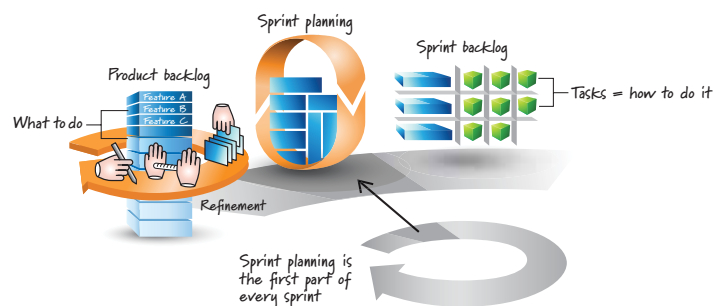 Sprint planning
Sprint backlog
Product backlog
Feature A
Feature B
Feature C
What to do
Tasks = how to do it
Refinement
Sprint planning is
the first part of
every sprint